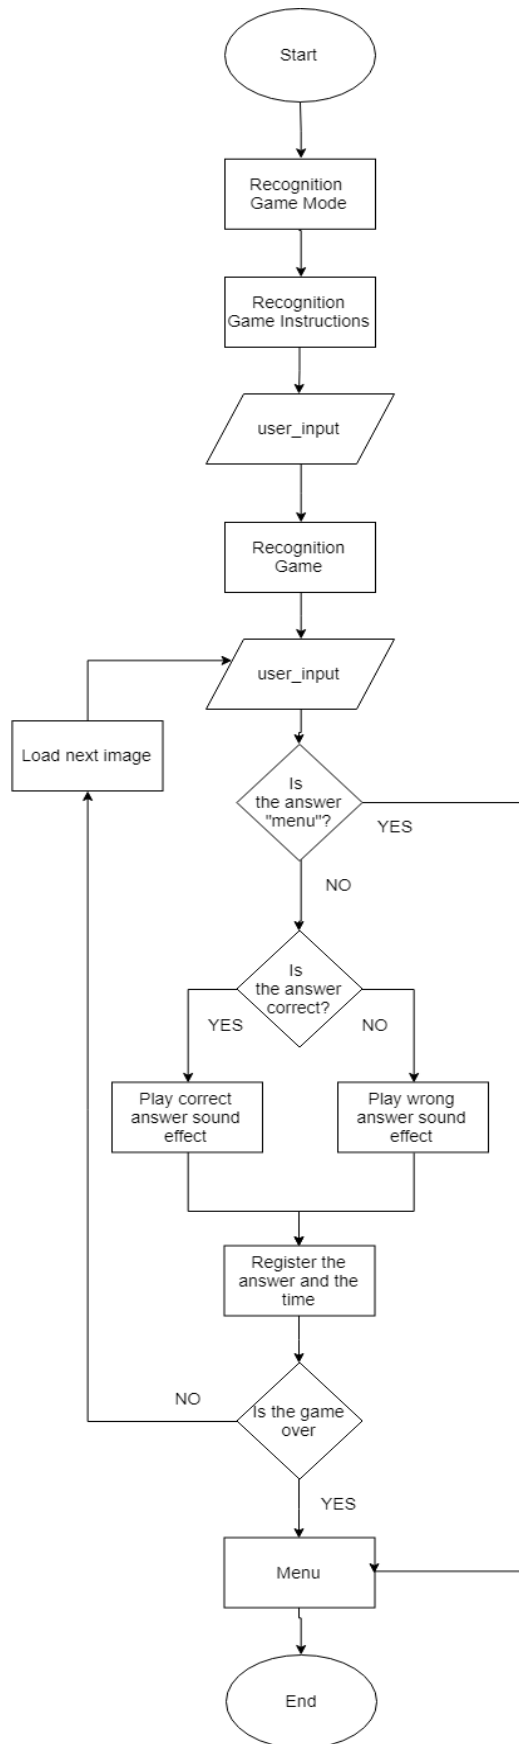 Start
Recognition
Game Mode
Recognition
Game Instructions
user_input
Recognition
Game
user_input
Load next image
Is
the answer
"menu"?
YES
NO
Is
the answer
correct?
YES
NO
Play correct
answer sound
effect
Play wrong
answer sound
effect
Register the
answer and the
time
NO
Is the game
over
YES
Menu
End